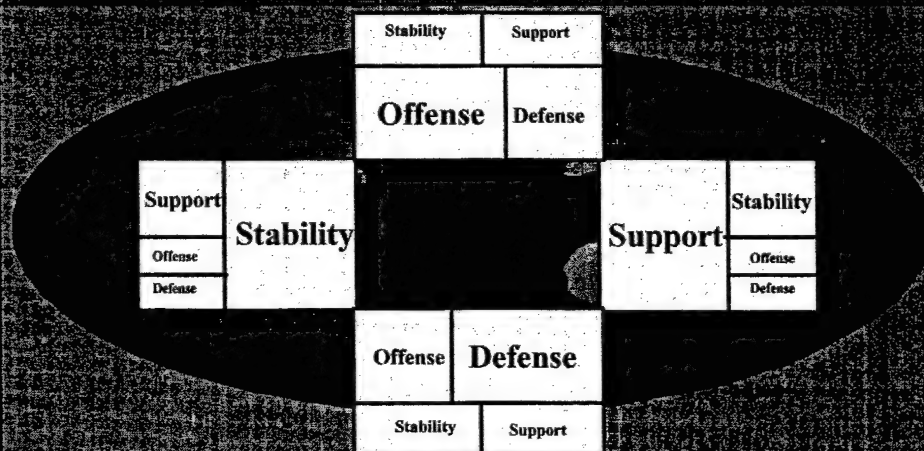 Stability Support
Offense Defense
Support
Stability
Offense
Defense
Support
Stability
Offense
Defense
Offense Defense
Stability Support